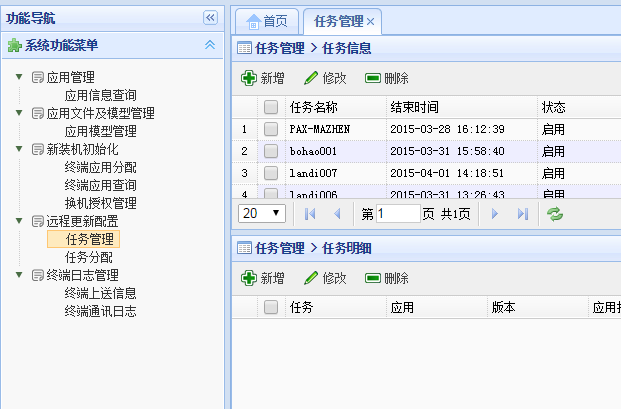 功能导航
系统功能菜单
应用管理
应用信息查询
应用文件及模型管理
应用模型管理
新装机初始化
终端应用分配
终端应用查询
换机授权管理
远程更新配置
任务管理
任务分配
终端日志管理
终端上送信息
终端通讯日志
首页 任务管理
任务管理 > 任务信息
新增 修改 删除
任务名称 结束时间 状态
1 PAX-MAZHEN 2015-03-28 16:12:39 启用
2 bohao001 2015-03-31 15:58:40 启用
3 landi007 2015-04-01 14:18:51 启用
4 landi006 2015-03-31 13:26:43 启用
20 第 1 页 共1页
任务管理 > 任务明细
新增 修改 删除
任务 应用 版本 应用